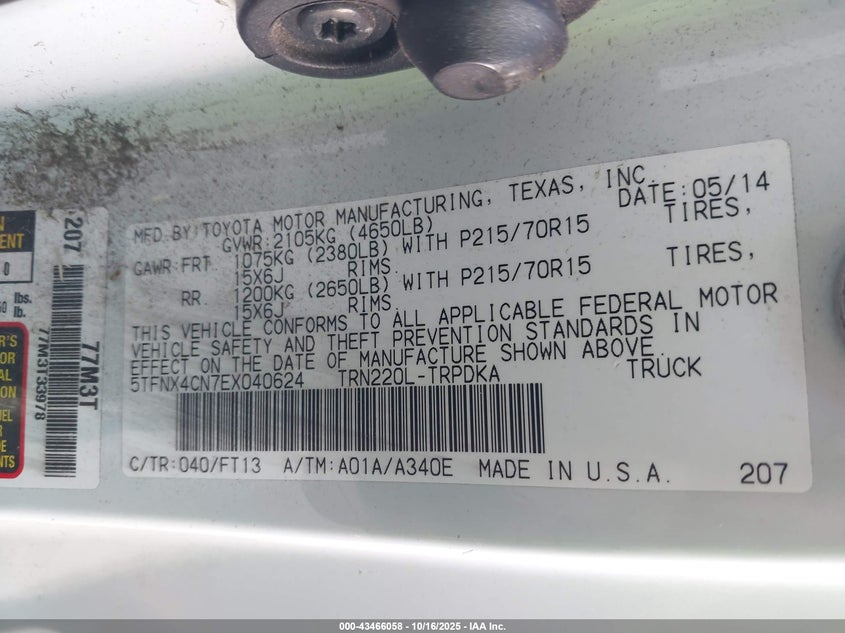 MFD.BY:TOYOTA MOTOR MANUFACTURING, TEXAS, INC. DATE:05/14
GVWR:2105KG (4650LB)
GAWR:FRT 1075KG (2380LB) WITH P215/70R15 TIRES,
15X6J RIMS
RR 1200KG (2650LB) WITH P215/70R15 TIRES,
15X6J RIMS
THIS VEHICLE CONFORMS TO ALL APPLICABLE FEDERAL MOTOR
VEHICLE SAFETY AND THEFT PREVENTION STANDARDS IN
EFFECT ON THE DATE OF MANUFACTURE SHOWN ABOVE.
5TFNX4CN7EX040624 TRN220L-TRPDKA TRUCK
C/TR:040/FT13 A/TM:A01A/A340E MADE IN U.S.A. 207
207
77M3T
77M3T33978
lbs.
lb.
000-43466058 - 10/16/2025 - IAA Inc.